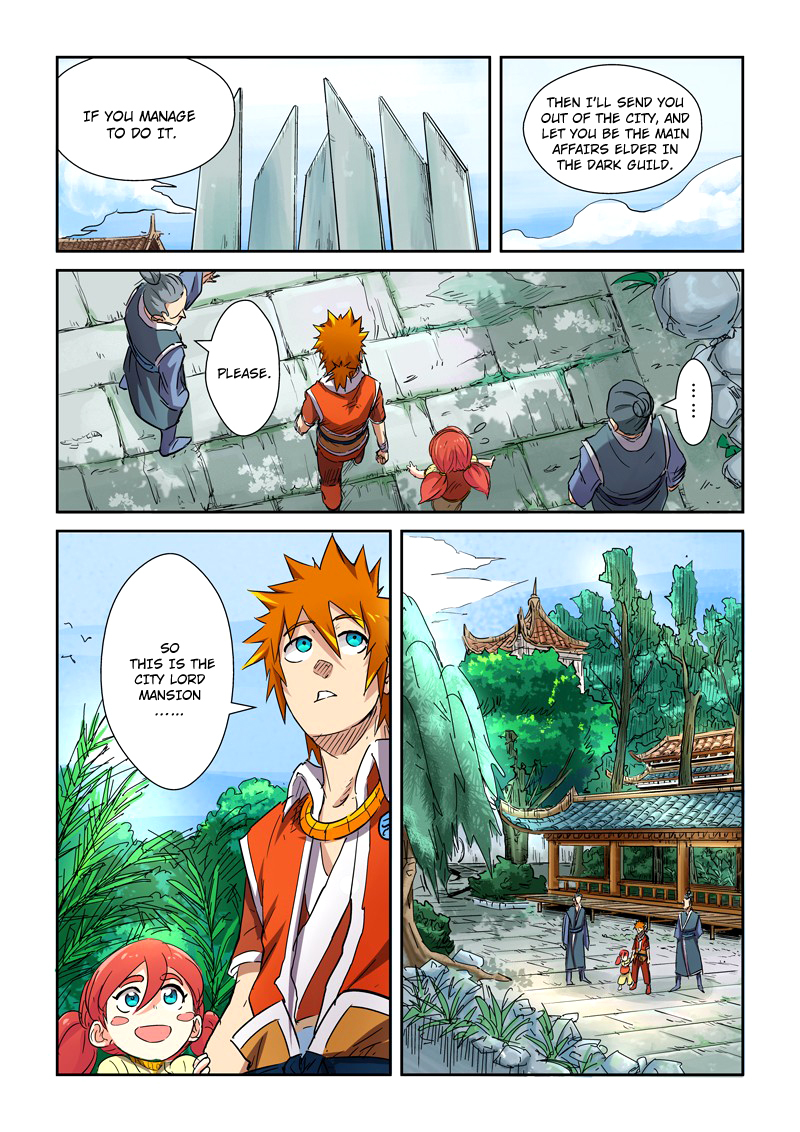 IF YOU MANAGE
TO DO IT.
THEN I'LL SEND YOU
OUT OF THE CITY, AND
LET YOU BE THE MAIN
AFFAIRS ELDER IN
THE DARK GUILD.
PLEASE.
......
SO
THIS IS THE
CITY LORD
MANSION
......